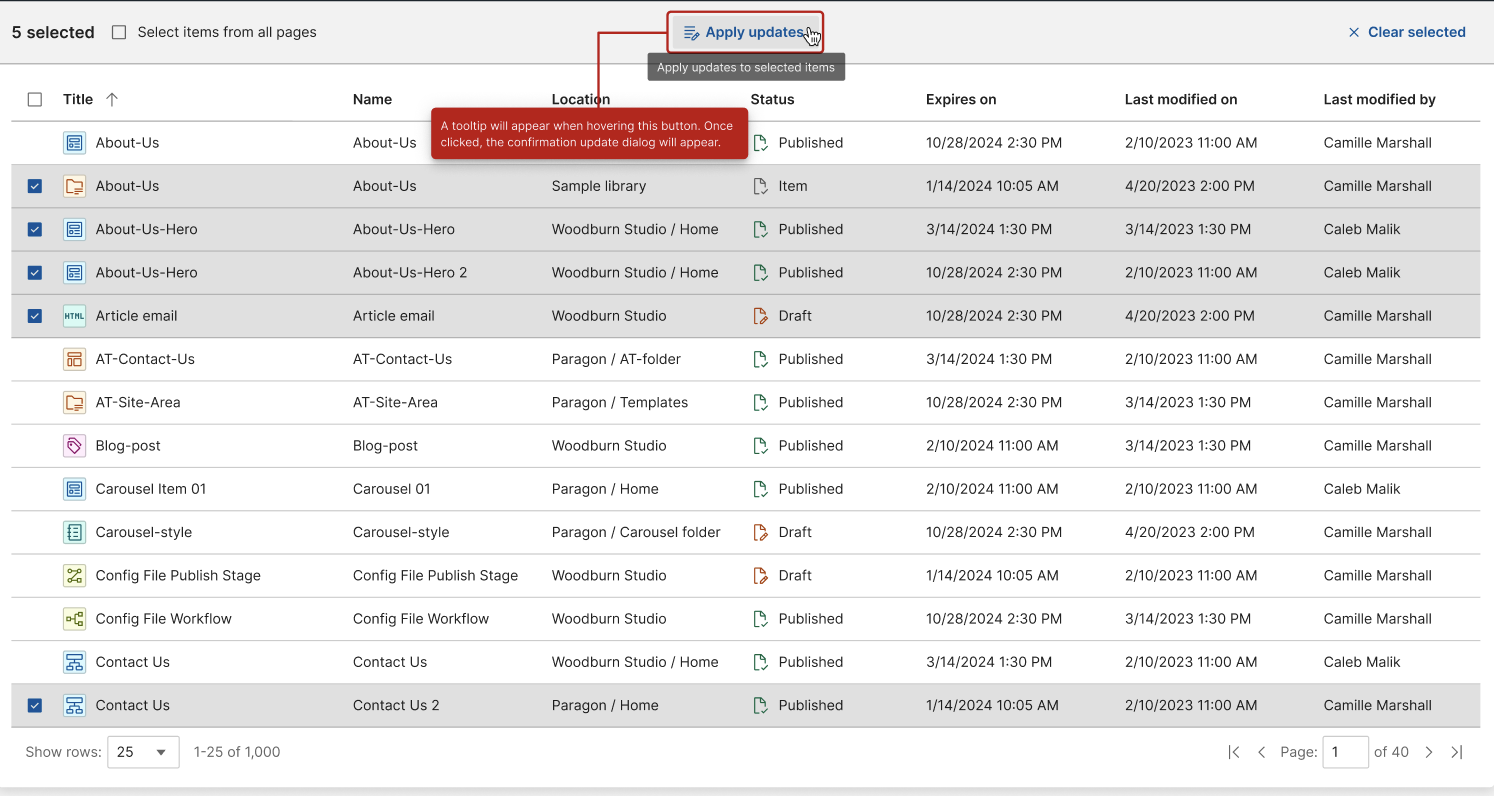 5 selected Select items from all pages Apply updates Clear selected
Apply updates to selected items
Title Name Location Status Expires on Last modified on Last modified by
A tooltip will appear when hovering this button. Once
clicked, the confirmation update dialog will appear.
About-Us About-Us Published 10/28/2024 2:30 PM 2/10/2023 11:00 AM Camille Marshall
About-Us About-Us Sample library Item 1/14/2024 10:05 AM 4/20/2023 2:00 PM Camille Marshall
About-Us-Hero About-Us-Hero Woodburn Studio / Home Published 3/14/2024 1:30 PM 3/14/2023 1:30 PM Caleb Malik
About-Us-Hero About-Us-Hero 2 Woodburn Studio / Home Published 10/28/2024 2:30 PM 2/10/2023 11:00 AM Caleb Malik
HTML Article email Article email Woodburn Studio Draft 10/28/2024 2:30 PM 4/20/2023 2:00 PM Camille Marshall
AT-Contact-Us AT-Contact-Us Paragon / AT-folder Published 3/14/2024 1:30 PM 2/10/2023 11:00 AM Camille Marshall
AT-Site-Area AT-Site-Area Paragon / Templates Published 10/28/2024 2:30 PM 3/14/2023 1:30 PM Camille Marshall
Blog-post Blog-post Woodburn Studio Published 2/10/2024 11:00 AM 3/14/2023 1:30 PM Camille Marshall
Carousel Item 01 Carousel 01 Paragon / Home Published 2/10/2024 11:00 AM 2/10/2023 11:00 AM Caleb Malik
Carousel-style Carousel-style Paragon / Carousel folder Draft 10/28/2024 2:30 PM 4/20/2023 2:00 PM Camille Marshall
Config File Publish Stage Config File Publish Stage Woodburn Studio Draft 1/14/2024 10:05 AM 2/10/2023 11:00 AM Camille Marshall
Config File Workflow Config File Workflow Woodburn Studio Published 10/28/2024 2:30 PM 3/14/2023 1:30 PM Camille Marshall
Contact Us Contact Us Woodburn Studio / Home Published 3/14/2024 1:30 PM 2/10/2023 11:00 AM Caleb Malik
Contact Us Contact Us 2 Paragon / Home Published 1/14/2024 10:05 AM 2/10/2023 11:00 AM Camille Marshall
Show rows: 25 1-25 of 1,000 Page: 1 of 40